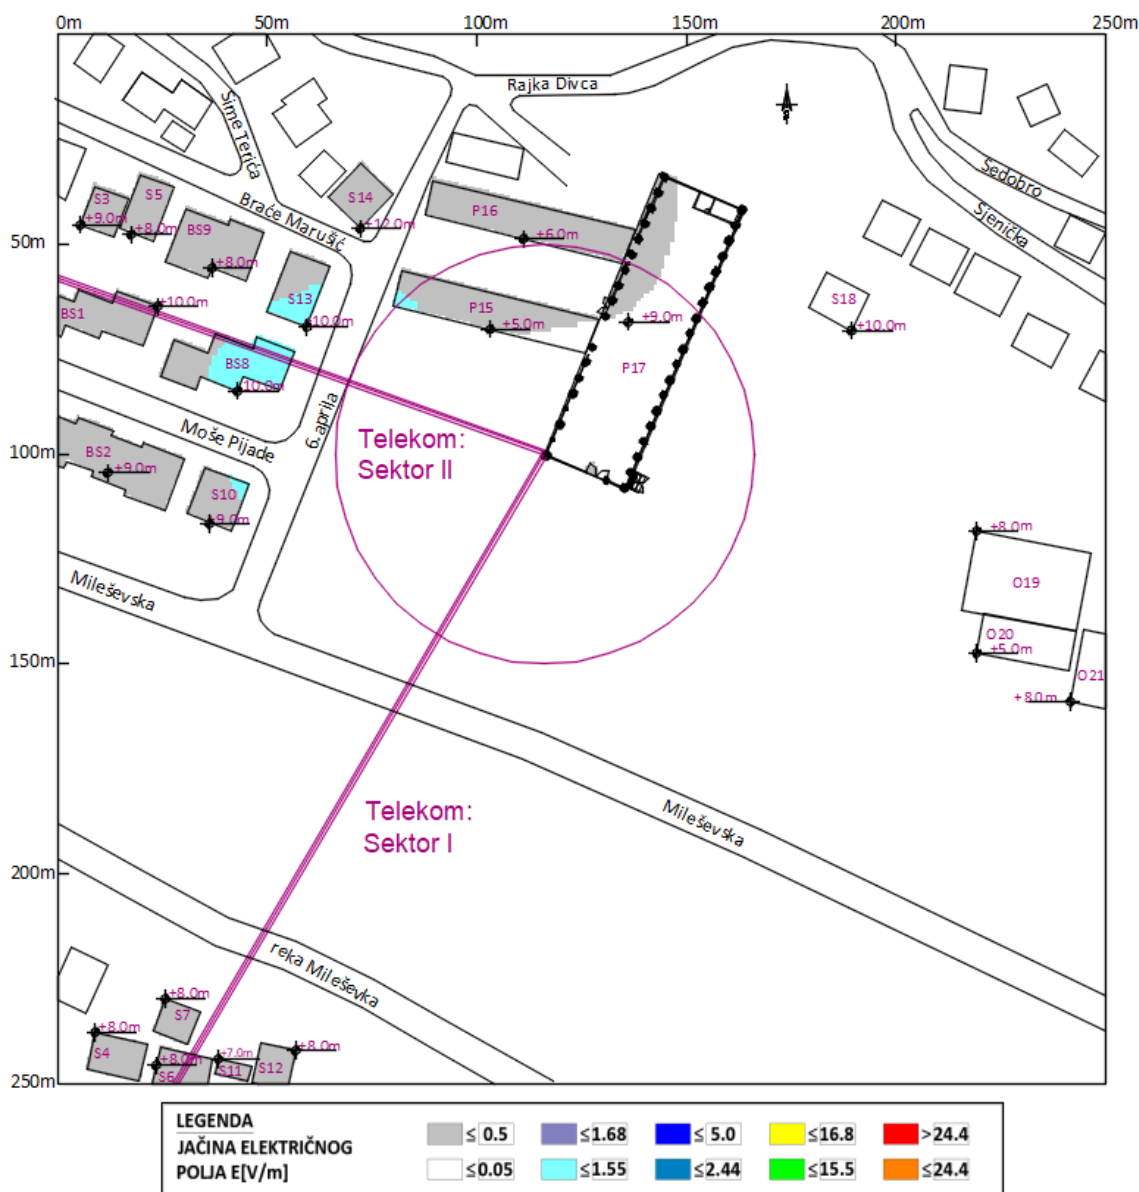 0m 50m 100m 150m 200m 250m
Rajka Divca
Sime Terića
Sedobro
Sjenička
S3
S5
S14
+9.0m
+8.0m
Braće Marušić
+12.0m
P16
BS9
50m
+6.0m
+8.0m
S13
+10.0m
+10.0m
BS1
P15
+5.0m
+9.0m
S18
+10.0m
BS8
10.0m
P17
6.aprila
Moše Pijade
100m
Telekom:
Sektor II
BS2
+9.0m
S10
+9.0m
+8.0m
O19
Mileševska
O20
+5.0m
150m
O21
+8.0m
Telekom:
Sektor I
Mileševska
200m
reka Mileševka
+8.0m
S7
+8.0m
S4
+8.0m
S6
+7.0m
S11
S12
+8.0m
250m
LEGENDA
JAČINA ELEKTRIČNOG
POLJA E[V/m]
≤ 0.5 ≤1.68 ≤ 5.0 ≤16.8 >24.4
≤0.05 ≤1.55 ≤2.44 ≤15.5 ≤24.4